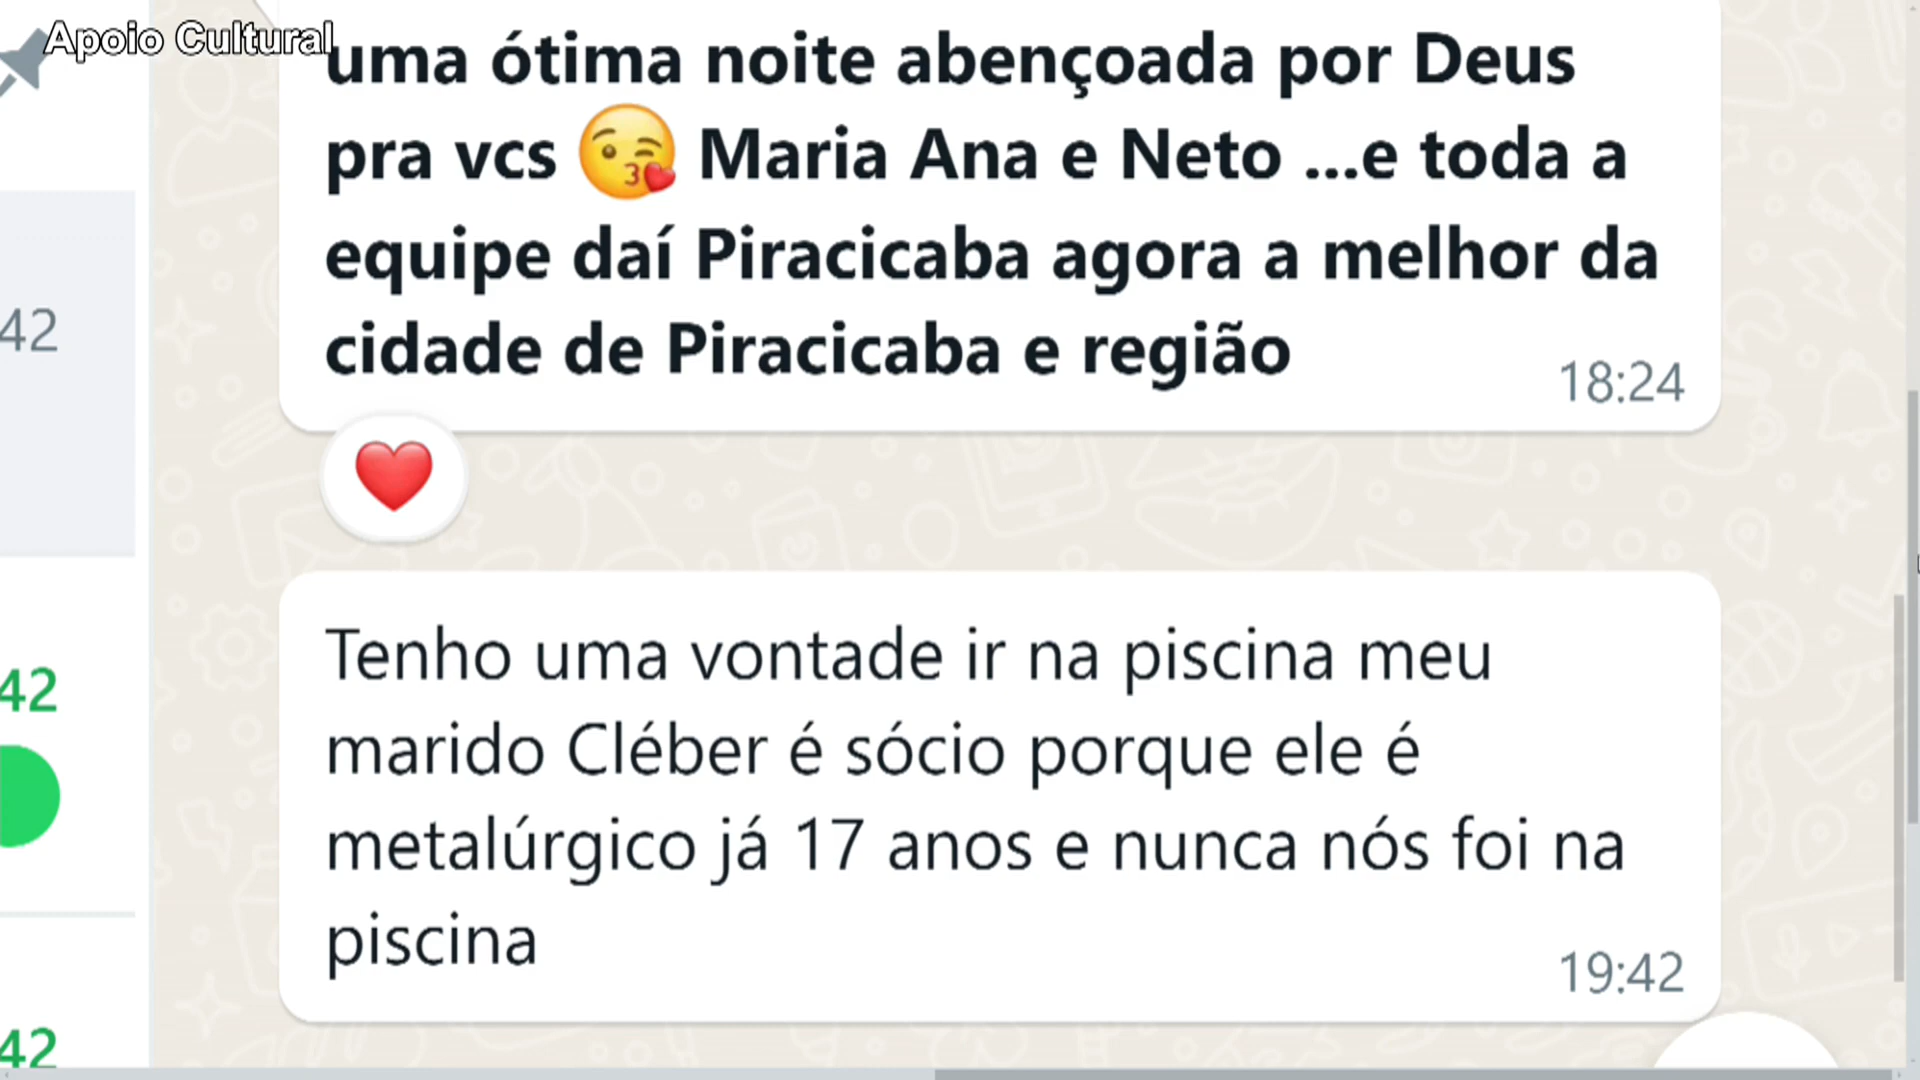 Apoio Cultural
uma ótima noite abençoada por Deus
pra vcs 😘 Maria Ana e Neto ...e toda a
equipe daí Piracicaba agora a melhor da
cidade de Piracicaba e região
18:24
42
Tenho uma vontade ir na piscina meu
marido Cléber é sócio porque ele é
metalúrgico já 17 anos e nunca nós foi na
piscina
19:42
42
42